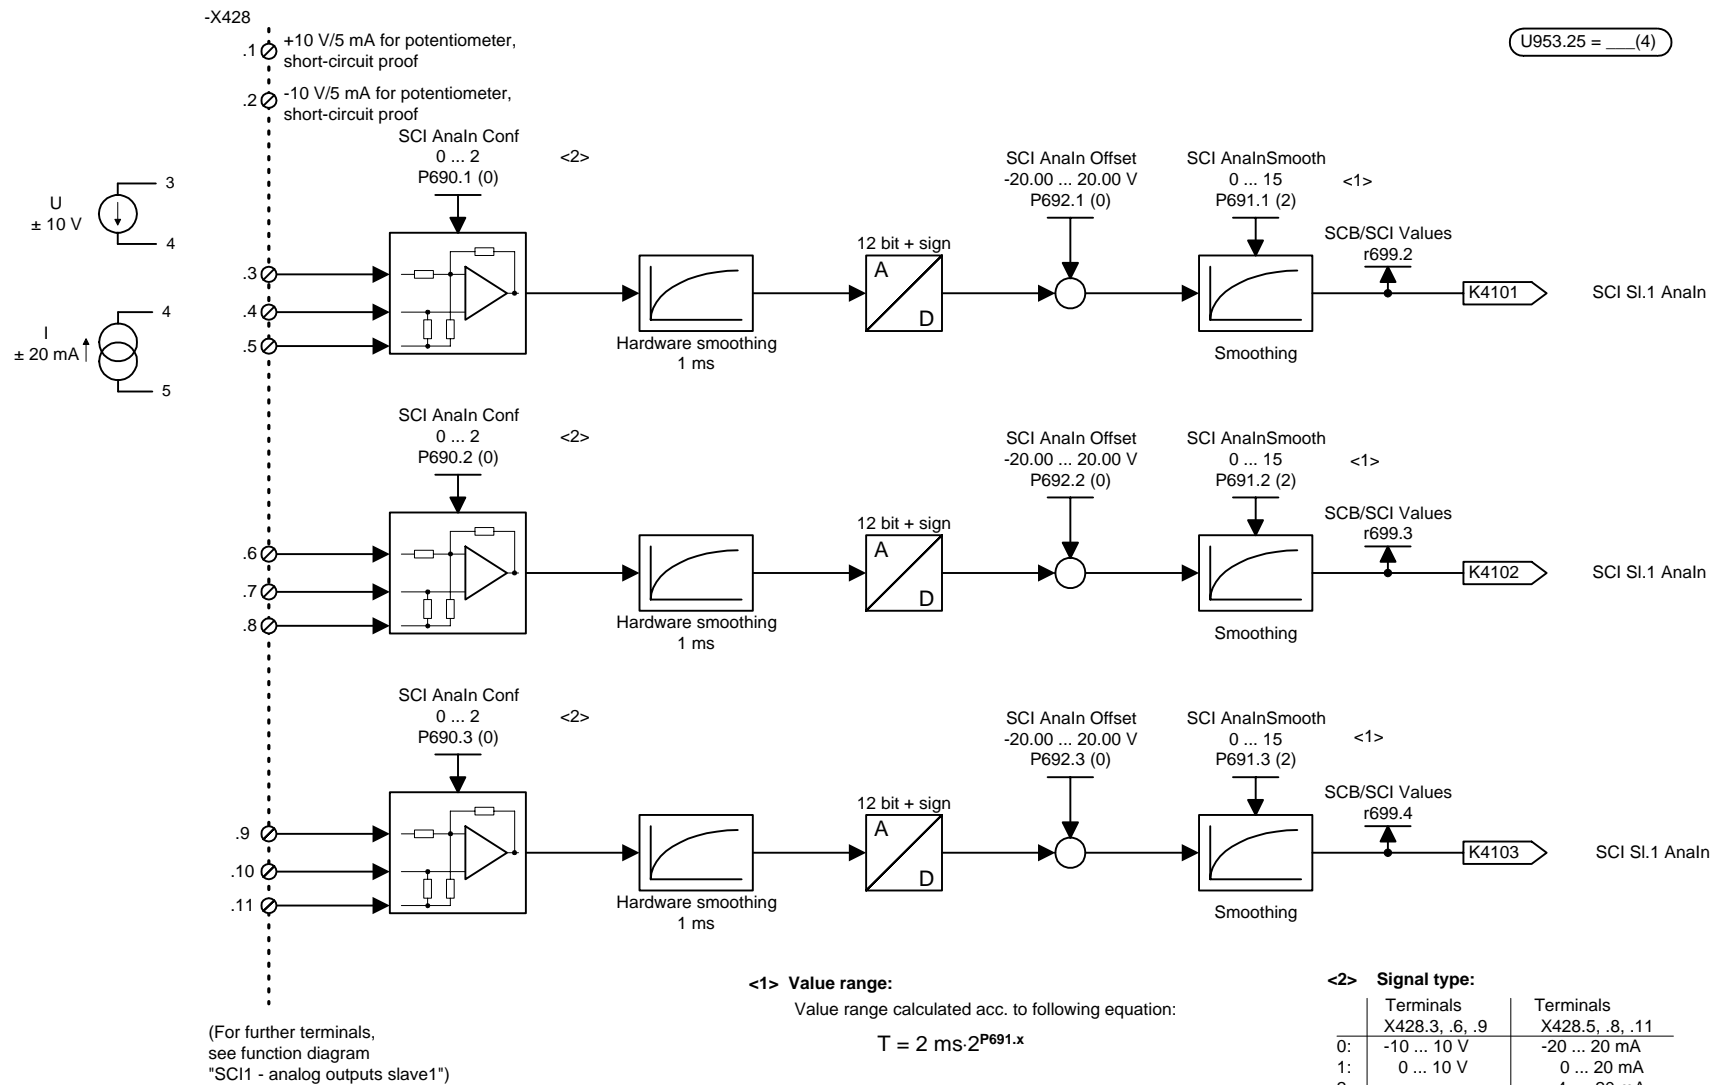 -X428
.1 +10 V/5 mA for potentiometer,
short-circuit proof
U953.25 = ___(4)
.2 -10 V/5 mA for potentiometer,
short-circuit proof
SCI AnaIn Conf
0 ... 2 <2>
P690.1 (0)
SCI AnaIn Offset
-20.00 ... 20.00 V
P692.1 (0)
SCI AnaInSmooth
0 ... 15 <1>
P691.1 (2)
U
± 10 V
3
4
SCB/SCI Values
r699.2
12 bit + sign
A
D
.3
.4
.5
K4101
SCI Sl.1 AnaIn
I
± 20 mA
4
5
Hardware smoothing
1 ms
Smoothing
SCI AnaIn Conf
0 ... 2 <2>
P690.2 (0)
SCI AnaIn Offset
-20.00 ... 20.00 V
P692.2 (0)
SCI AnaInSmooth
0 ... 15 <1>
P691.2 (2)
SCB/SCI Values
r699.3
12 bit + sign
A
D
.6
.7
.8
K4102
SCI Sl.1 AnaIn
Hardware smoothing
1 ms
Smoothing
SCI AnaIn Conf
0 ... 2 <2>
P690.3 (0)
SCI AnaIn Offset
-20.00 ... 20.00 V
P692.3 (0)
SCI AnaInSmooth
0 ... 15 <1>
P691.3 (2)
SCB/SCI Values
r699.4
12 bit + sign
A
D
.9
.10
.11
K4103
SCI Sl.1 AnaIn
Hardware smoothing
1 ms
Smoothing
<1> Value range:
Value range calculated acc. to following equation:
T = 2 ms·2^P691.x
<2> Signal type:
Terminals Terminals
X428.3, .6, .9 X428.5, .8, .11
0: -10 ... 10 V -20 ... 20 mA
1: 0 ... 10 V 0 ... 20 mA
(For further terminals,
see function diagram
"SCI1 - analog outputs slave1")